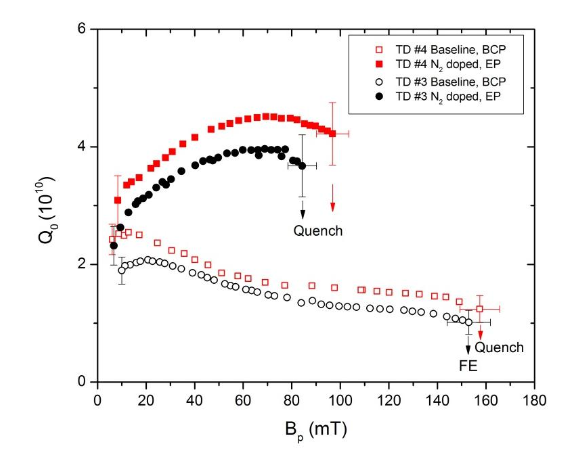 6
4
2
0
Q₀ (10¹⁰)
TD #4 Baseline, BCP
TD #4 N₂ doped, EP
TD #3 Baseline, BCP
TD #3 N₂ doped, EP
Quench
Quench
FE
0 20 40 60 80 100 120 140 160 180
Bₚ (mT)